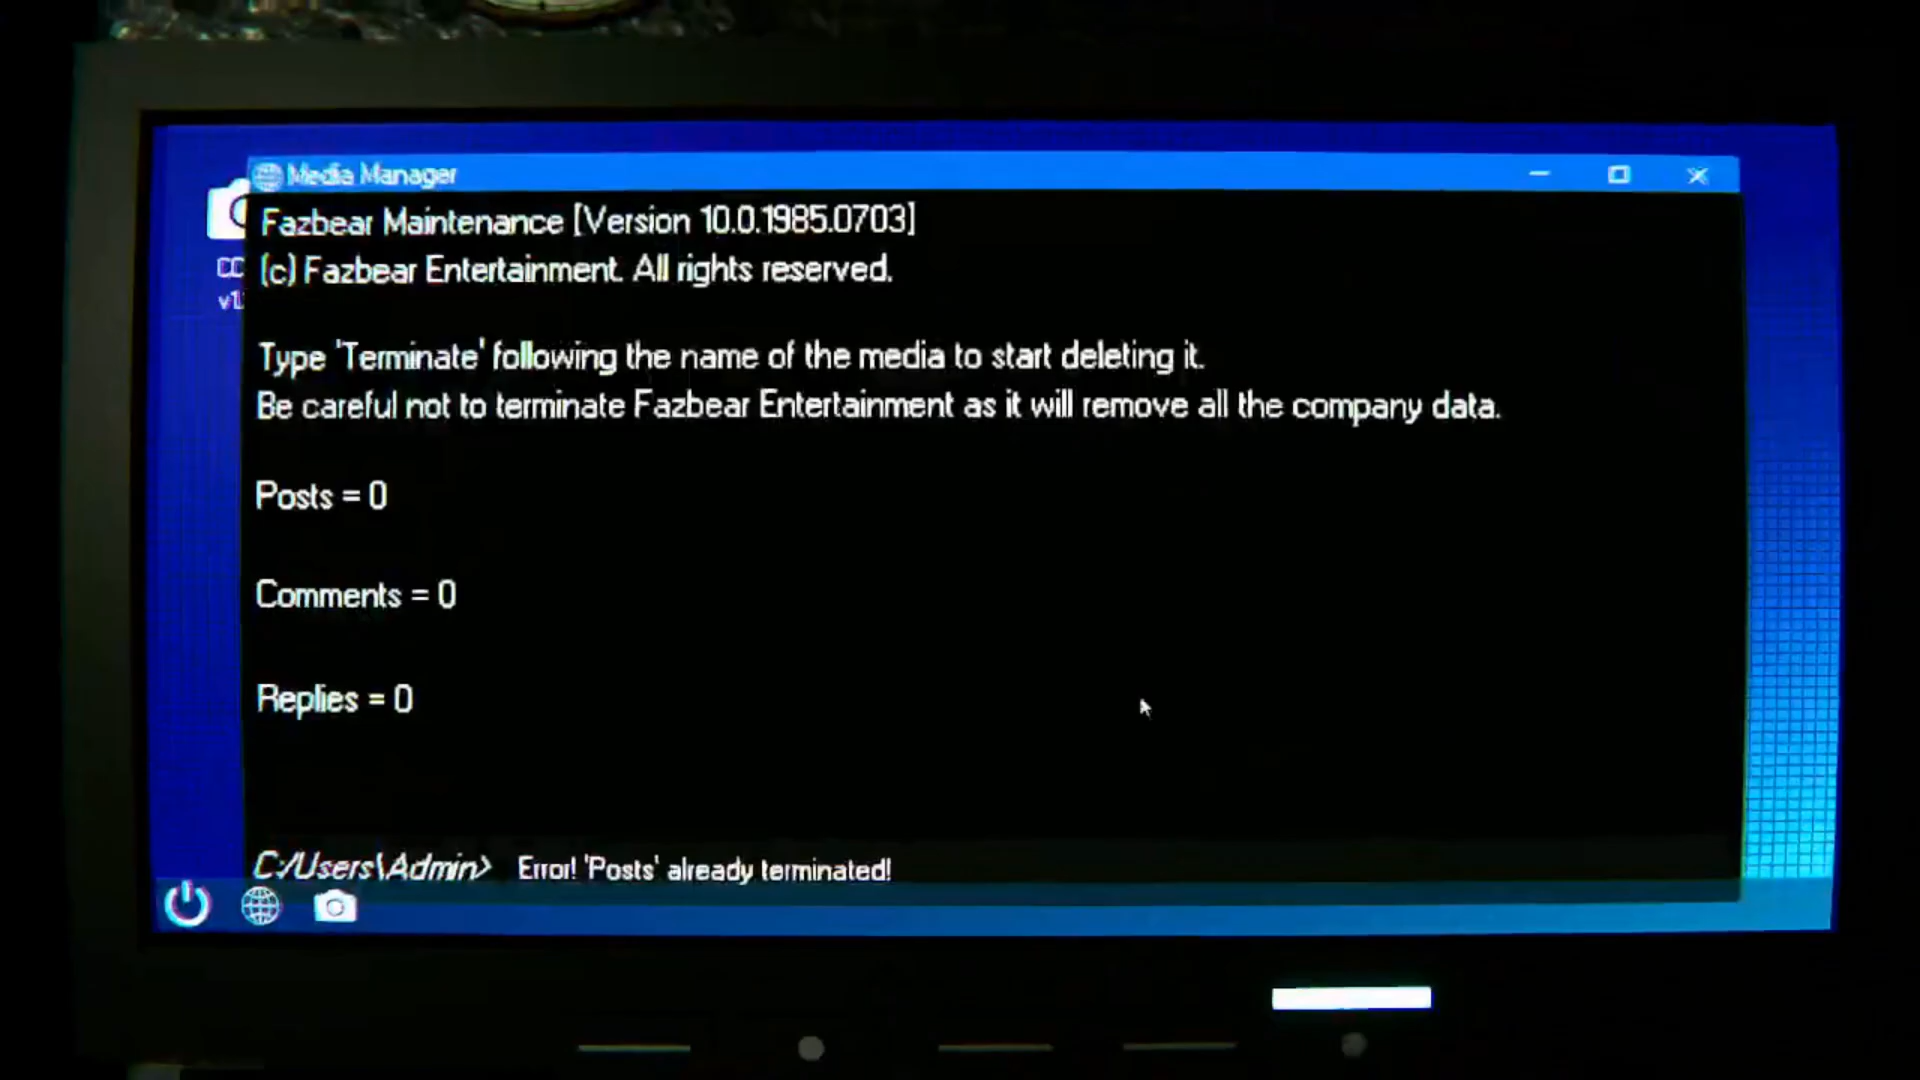 Media Manager
Fazbear Maintenance [Version 10.0.1985.0703]
(c) Fazbear Entertainment. All rights reserved.
Type 'Terminate' following the name of the media to start deleting it.
Be careful not to terminate Fazbear Entertainment as it will remove all the company data.
Posts = 0
Comments = 0
Replies = 0
C:/Users\Admin> Error! 'Posts' already terminated!